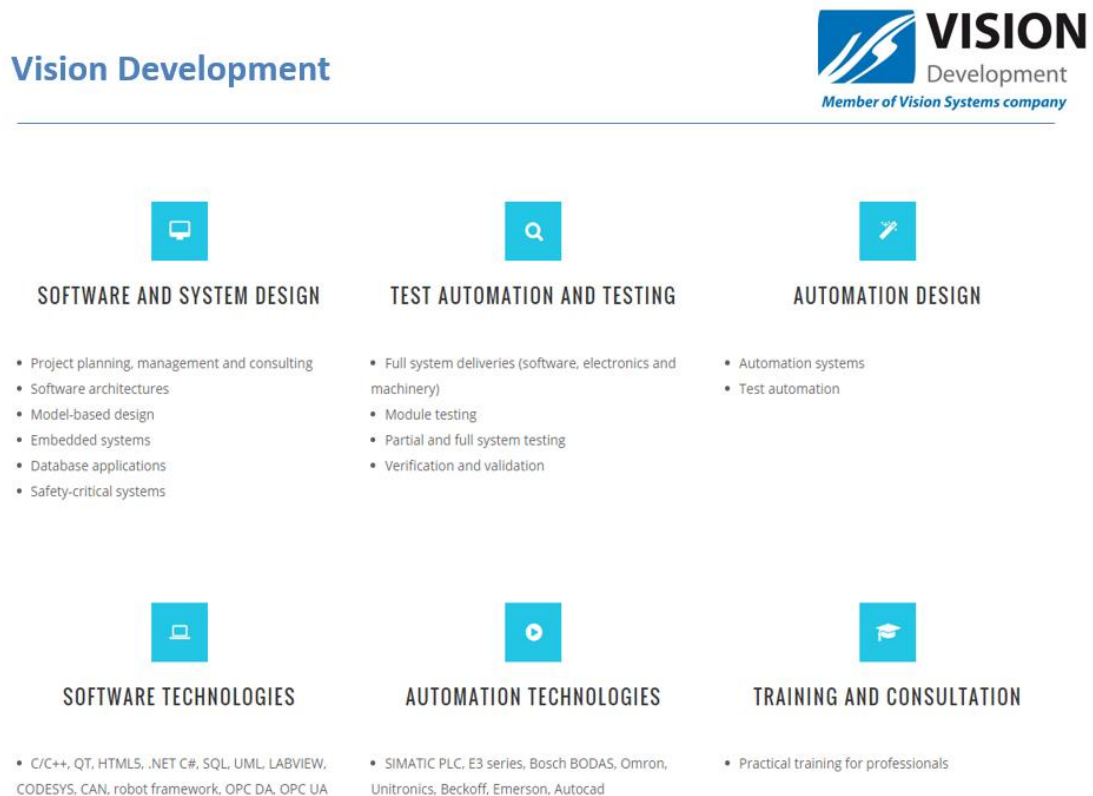 Vision Development
VISION
Development
Member of Vision Systems company
SOFTWARE AND SYSTEM DESIGN
• Project planning, management and consulting
• Software architectures
• Model-based design
• Embedded systems
• Database applications
• Safety-critical systems
TEST AUTOMATION AND TESTING
• Full system deliveries (software, electronics and
machinery)
• Module testing
• Partial and full system testing
• Verification and validation
AUTOMATION DESIGN
• Automation systems
• Test automation
SOFTWARE TECHNOLOGIES
• C/C++, QT, HTML5, .NET C#, SQL, UML, LABVIEW,
CODESYS, CAN, robot framework, OPC DA, OPC UA
AUTOMATION TECHNOLOGIES
• SIMATIC PLC, E3 series, Bosch BODAS, Omron,
Unitronics, Beckoff, Emerson, Autocad
TRAINING AND CONSULTATION
• Practical training for professionals